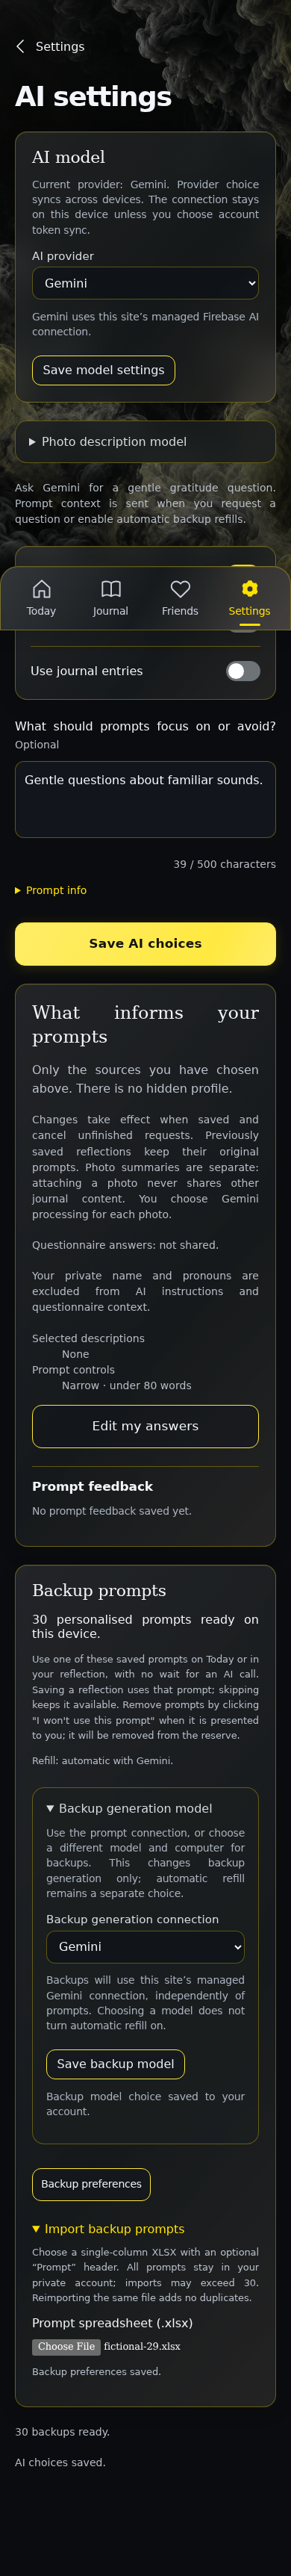 Settings
AI settings
AI model
Current provider: Gemini. Provider choice
syncs across devices. The connection stays
on this device unless you choose account
token sync.
AI provider
Gemini
Gemini uses this site’s managed Firebase AI
connection.
Save model settings
Photo description model
Ask Gemini for a gentle gratitude question.
Prompt context is sent when you request a
question or enable automatic backup refills.
Today
Journal
Friends
Settings
Use journal entries
What should prompts focus on or avoid?
Optional
Gentle questions about familiar sounds.
39 / 500 characters
Prompt info
Save AI choices
What informs your
prompts
Only the sources you have chosen
above. There is no hidden profile.
Changes take effect when saved and
cancel unfinished requests. Previously
saved reflections keep their original
prompts. Photo summaries are separate:
attaching a photo never shares other
journal content. You choose Gemini
processing for each photo.
Questionnaire answers: not shared.
Your private name and pronouns are
excluded from AI instructions and
questionnaire context.
Selected descriptions
None
Prompt controls
Narrow · under 80 words
Edit my answers
Prompt feedback
No prompt feedback saved yet.
Backup prompts
30 personalised prompts ready on
this device.
Use one of these saved prompts on Today or in
your reflection, with no wait for an AI call.
Saving a reflection uses that prompt; skipping
keeps it available. Remove prompts by clicking
"I won't use this prompt" when it is presented
to you; it will be removed from the reserve.
Refill: automatic with Gemini.
Backup generation model
Use the prompt connection, or choose
a different model and computer for
backups. This changes backup
generation only; automatic refill
remains a separate choice.
Backup generation connection
Gemini
Backups will use this site’s managed
Gemini connection, independently of
prompts. Choosing a model does not
turn automatic refill on.
Save backup model
Backup model choice saved to your
account.
Backup preferences
Import backup prompts
Choose a single-column XLSX with an optional
“Prompt” header. All prompts stay in your
private account; imports may exceed 30.
Reimporting the same file adds no duplicates.
Prompt spreadsheet (.xlsx)
Choose File fictional-29.xlsx
Backup preferences saved.
30 backups ready.
AI choices saved.